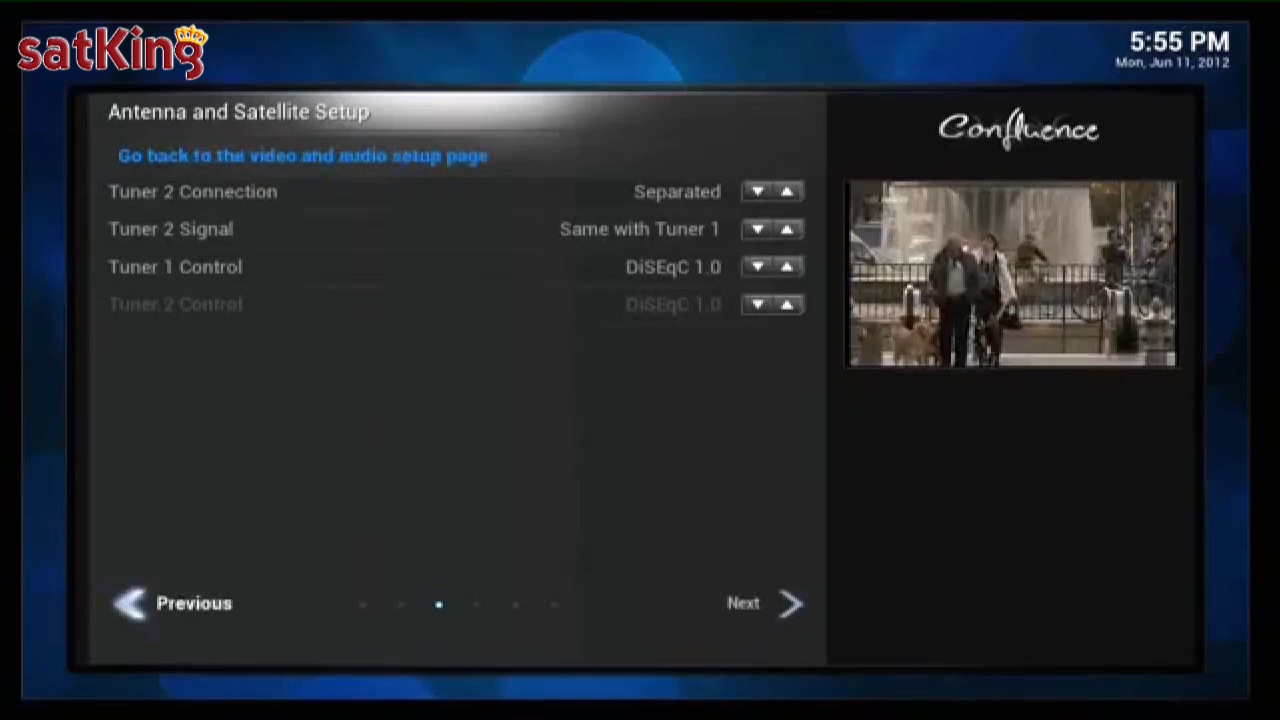 satKing
5:55 PM
Mon, Jun 11, 2012
Antenna and Satellite Setup
Confluence
Go back to the video and audio setup page
Tuner 2 Connection Separated
Tuner 2 Signal Same with Tuner 1
Tuner 1 Control DiSEqC 1.0
Tuner 2 Control DiSEqC 1.0
Previous Next